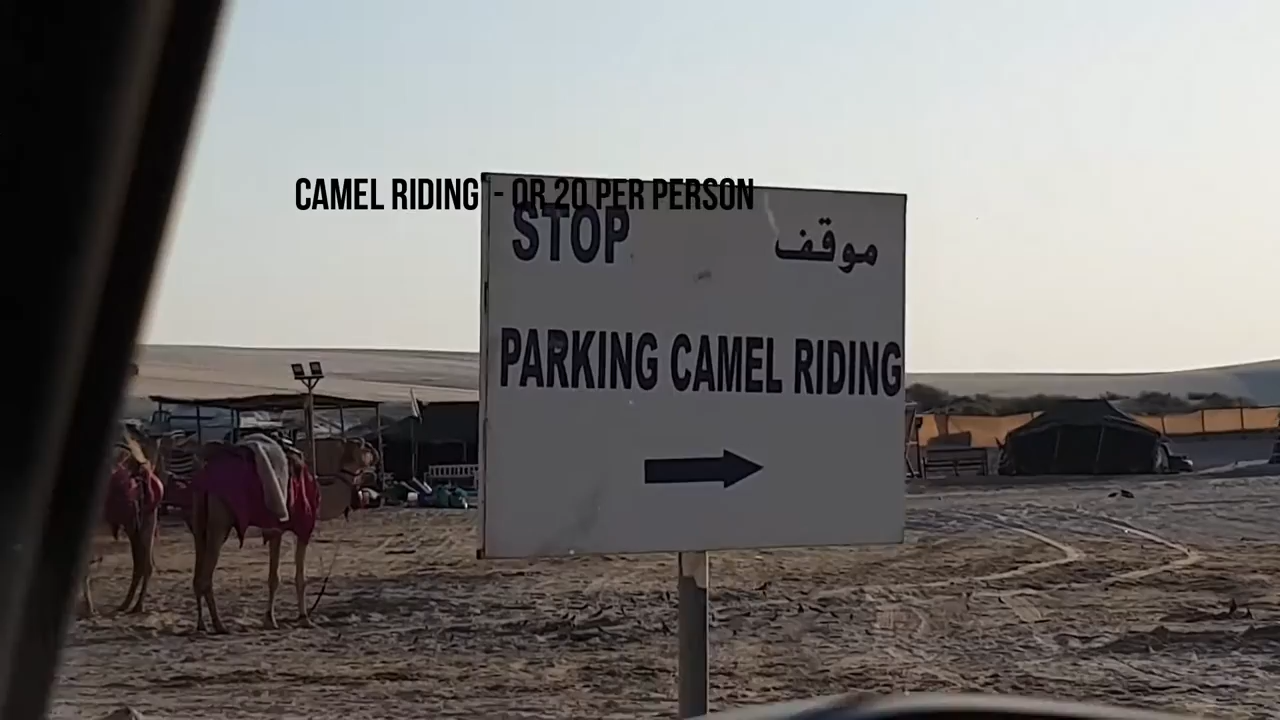 CAMEL RIDING - QR 20 PER PERSON
STOP موقف
PARKING CAMEL RIDING